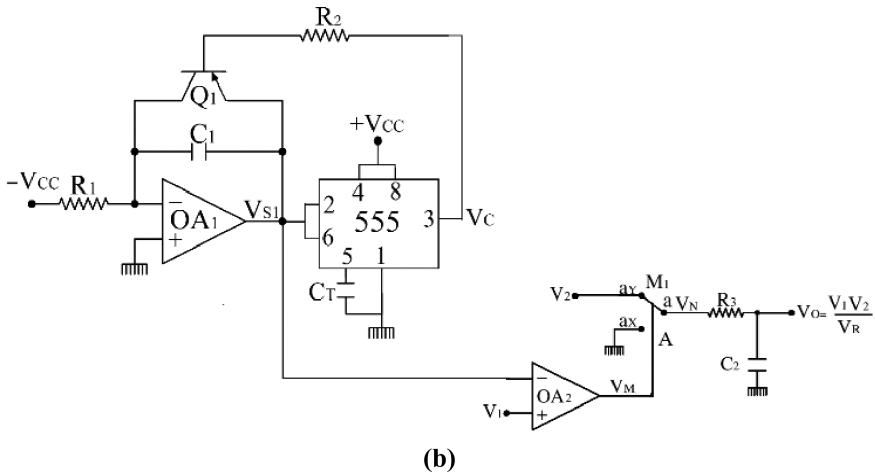 R2
Q1
C1
+VCC
-VCC
R1
OA1
VS1
4 8
2
6
555
3
VC
5 1
CT
V2
aY
M1
a
VN
R3
VO= V1V2
VR
aX
A
C2
OA2
VM
V1
(b)
− 
+
−
+